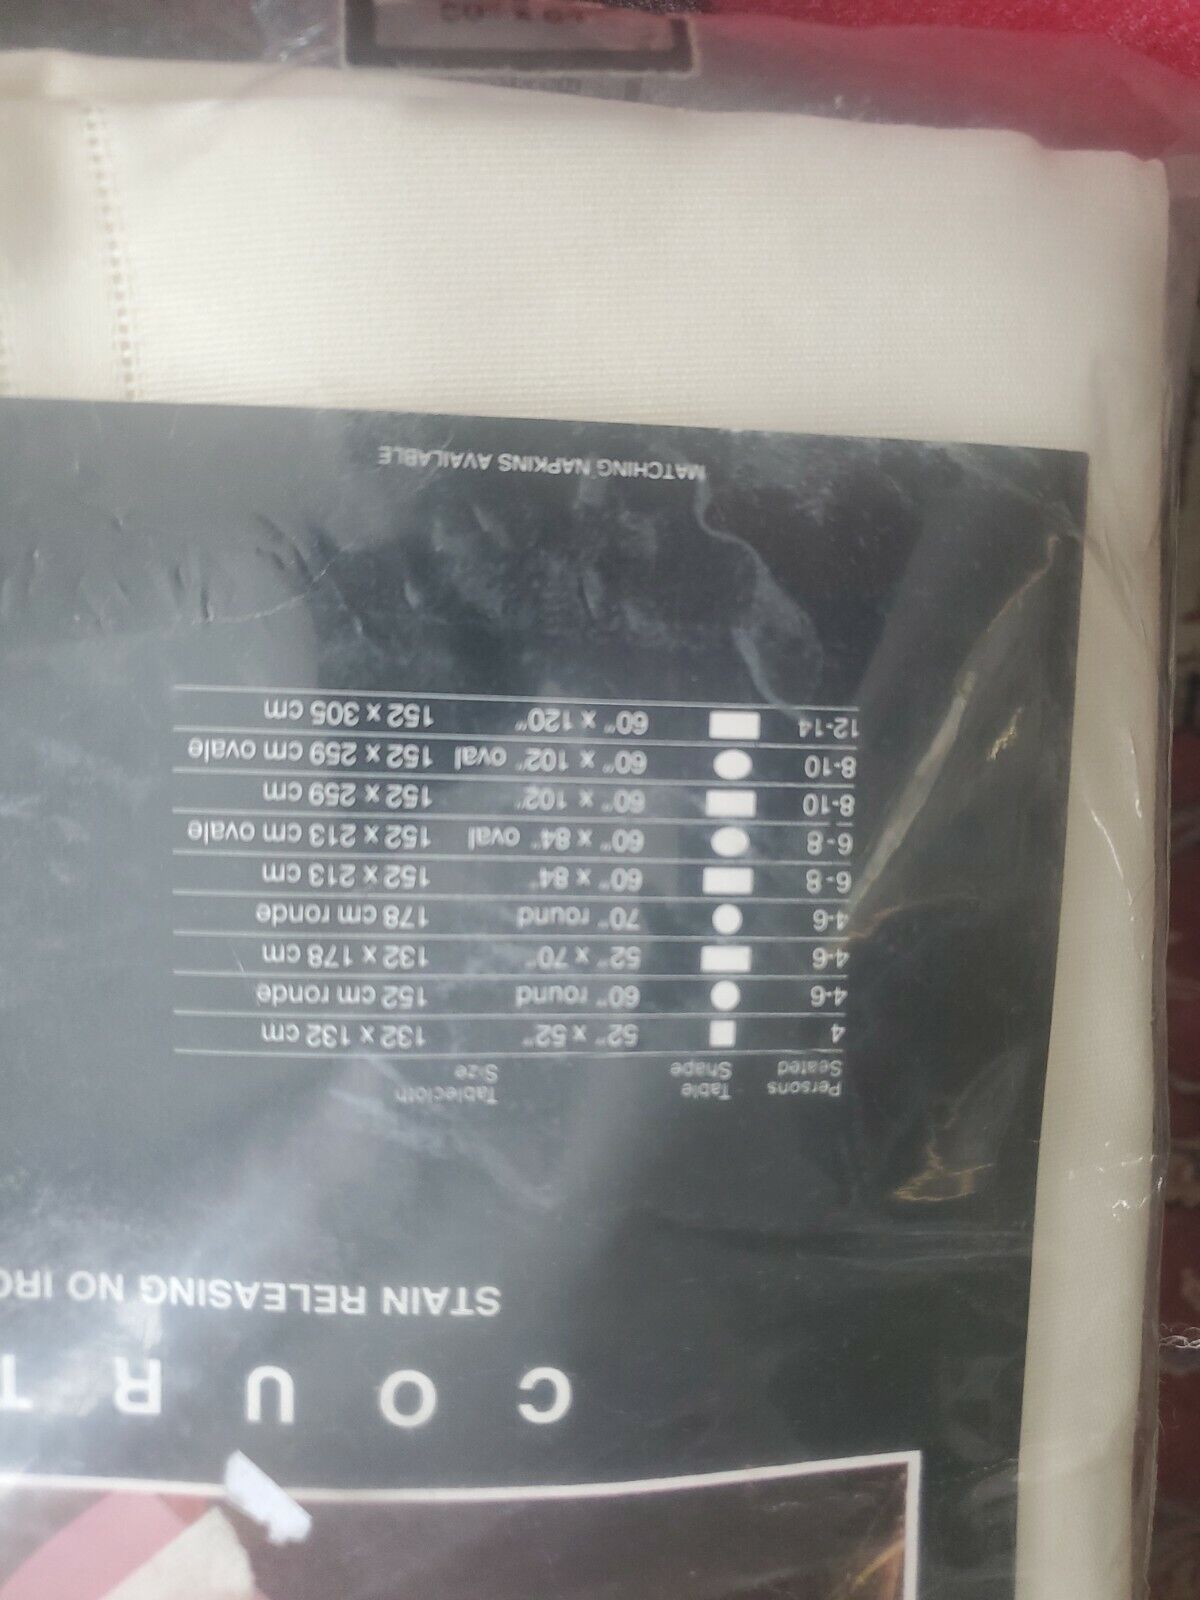 C O U R T
STAIN RELEASING NO IRO
Persons Seated Table Shape Tablecloth Size
4 52" x 52" 132 x 132 cm
4-6 60" round 152 cm ronde
4-6 52" x 70" 132 x 178 cm
4-6 70" round 178 cm ronde
6-8 60" x 84" 152 x 213 cm
6-8 60" x 84" oval 152 x 213 cm ovale
8-10 60" x 102" 152 x 259 cm
8-10 60" x 102" oval 152 x 259 cm ovale
12-14 60" x 120" 152 x 305 cm
MATCHING NAPKINS AVAILABLE